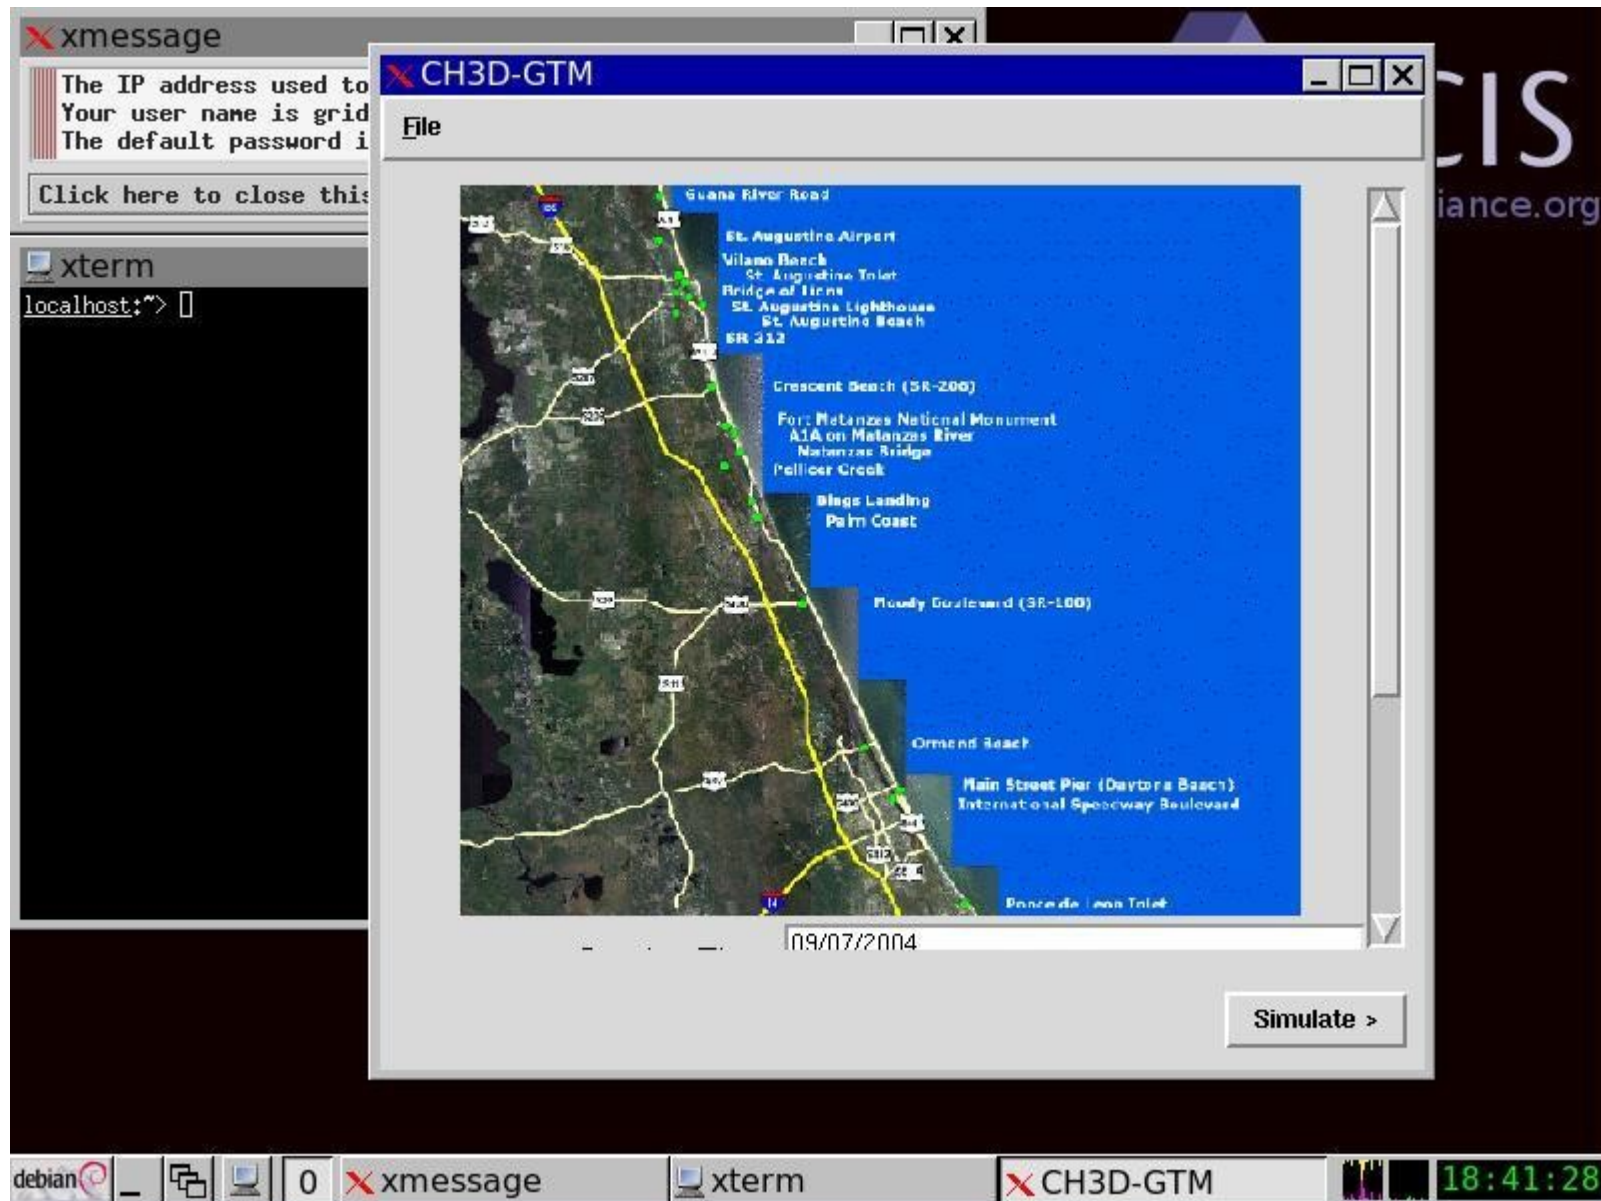 xmessage
The IP address used to
Your user name is grid
The default password i
Click here to close this
CIS
iance.org
xterm
localhost:~>
CH3D-GTM
File
Guana River Road
St. Augustine Airport
Vilano Beach
St. Augustine Inlet
Bridge of Lions
St. Augustine Lighthouse
St. Augustine Beach
SR 312
Crescent Beach (SR-206)
Fort Matanzas National Monument
A1A on Matanzas River
Matanzas Bridge
Pellicer Creek
Bings Landing
Palm Coast
Moody Boulevard (SR-100)
Ormond Beach
Main Street Pier (Daytona Beach)
International Speedway Boulevard
Ponce de Leon Inlet
09/07/2004
Simulate >
debian
0
xmessage
xterm
CH3D-GTM
18:41:28